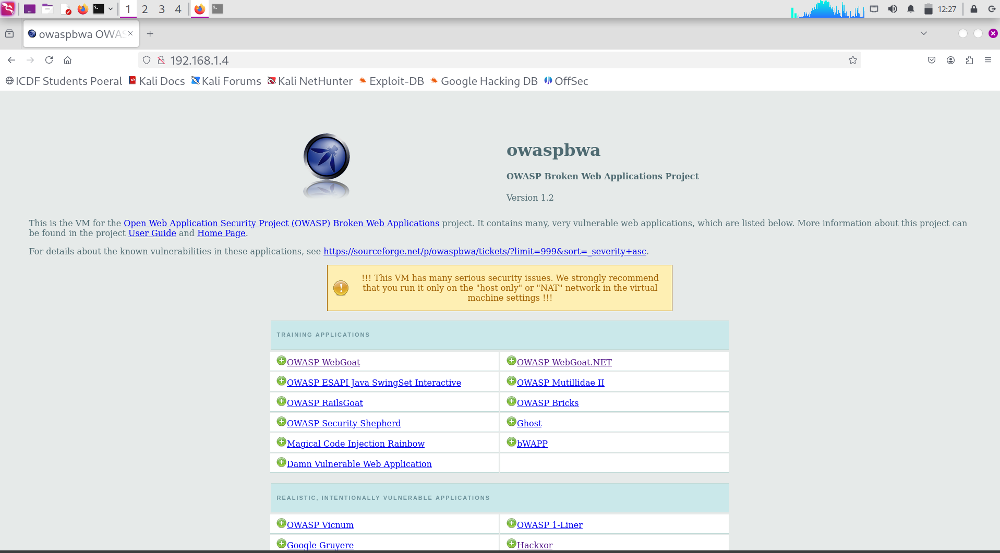 1 2 3 4 12:27
owaspbwa OWAS
192.168.1.4
ICDF Students Poeral Kali Docs Kali Forums Kali NetHunter Exploit-DB Google Hacking DB OffSec
owaspbwa
OWASP Broken Web Applications Project
Version 1.2
This is the VM for the Open Web Application Security Project (OWASP) Broken Web Applications project. It contains many, very vulnerable web applications, which are listed below. More information about this project can
be found in the project User Guide and Home Page.
For details about the known vulnerabilities in these applications, see https://sourceforge.net/p/owaspbwa/tickets/?limit=999&sort=_severity+asc.
!!! This VM has many serious security issues. We strongly recommend
that you run it only on the "host only" or "NAT" network in the virtual
machine settings !!!
TRAINING APPLICATIONS
OWASP WebGoat OWASP WebGoat.NET
OWASP ESAPI Java SwingSet Interactive OWASP Mutillidae II
OWASP RailsGoat OWASP Bricks
OWASP Security Shepherd Ghost
Magical Code Injection Rainbow bWAPP
Damn Vulnerable Web Application
REALISTIC, INTENTIONALLY VULNERABLE APPLICATIONS
OWASP Vicnum OWASP 1-Liner
Google Gruyere Hackxor